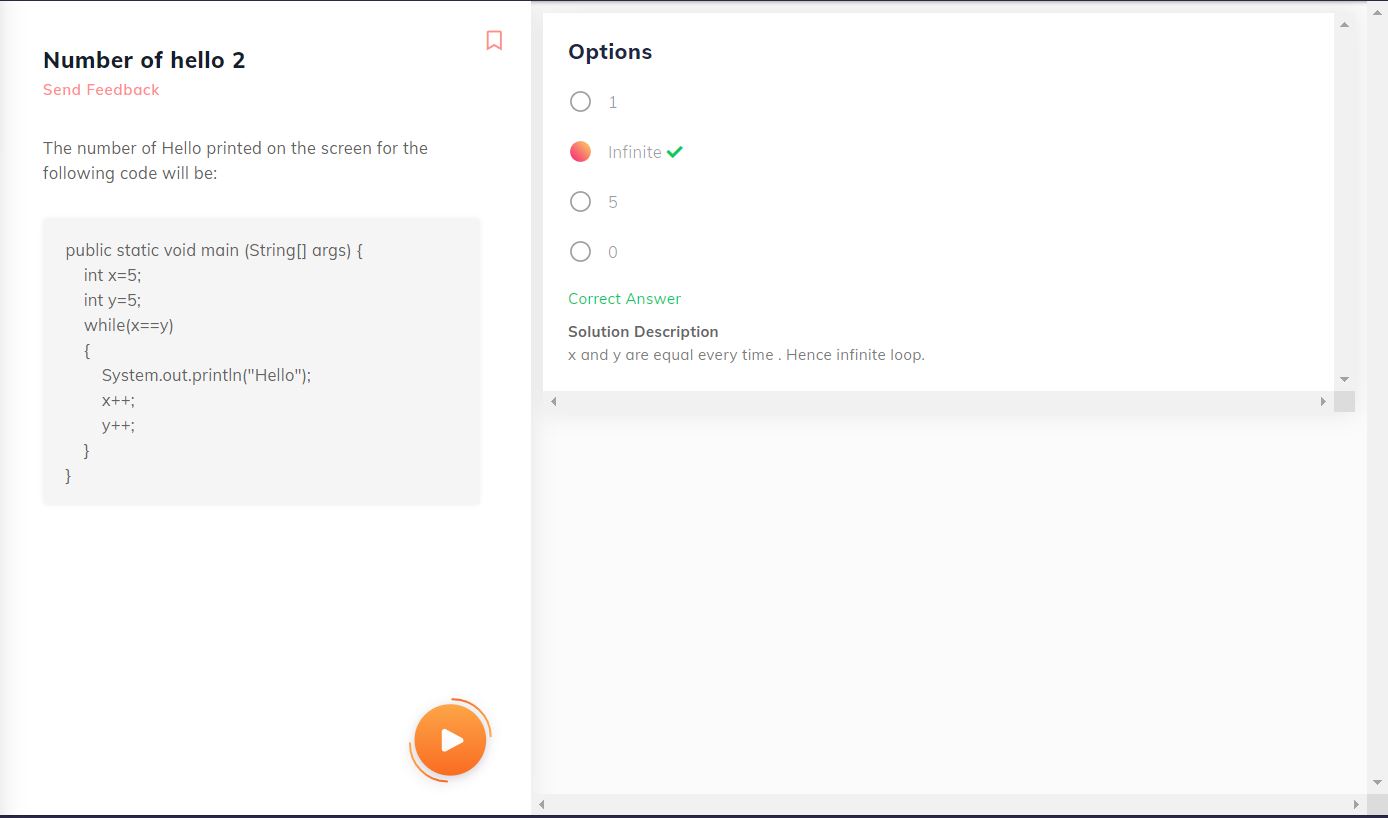 Number of hello 2
Send Feedback
The number of Hello printed on the screen for the
following code will be:
public static void main (String[] args) {
    int x=5;
    int y=5;
    while(x==y)
    {
        System.out.println("Hello");
        x++;
        y++;
    }
}
Options
1
Infinite
5
0
Correct Answer
Solution Description
x and y are equal every time . Hence infinite loop.